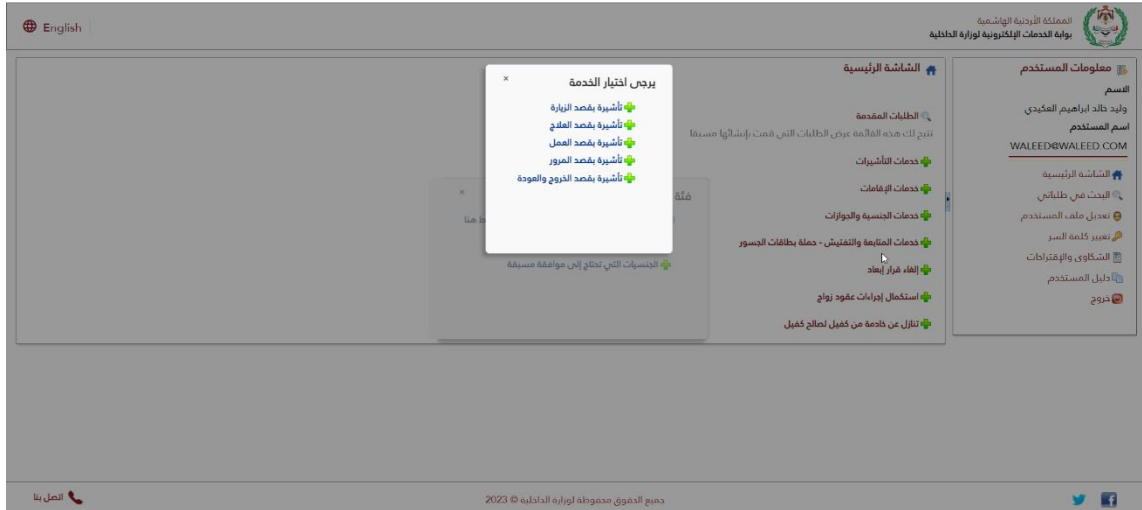 المملكة الأردنية الهاشمية
بوابة الخدمات الإلكترونية لوزارة الداخلية
English
معلومات المستخدم
الاسم
وليد خالد ابراهيم العكيدي
اسم المستخدم
WALEED@WALEED.COM
الشاشة الرئيسية
البحث في طلباتي
تعديل ملف المستخدم
تغيير كلمة السر
الشكاوى والإقتراحات
دليل المستخدم
خروج
الشاشة الرئيسية
الطلبات المقدمة
تتيح لك هذه القائمة عرض الطلبات التي قمت بإنشائها مسبقا
خدمات التأشيرات
خدمات الإقامات
خدمات الجنسية والجوازات
خدمات المتابعة والتفتيش - حملة بطاقات الجسور
إلغاء قرار إبعاد
استكمال إجراءات عقود زواج
تنازل عن خادمة من كفيل لصالح كفيل
يرجى اختيار الخدمة ×
تأشيرة بقصد الزيارة
تأشيرة بقصد العلاج
تأشيرة بقصد العمل
تأشيرة بقصد المرور
تأشيرة بقصد الخروج والعودة
فئة ×
هنا
الجنسيات التي تحتاج إلى موافقة مسبقة
جميع الحقوق محفوظة لوزارة الداخلية © 2023
اتصل بنا